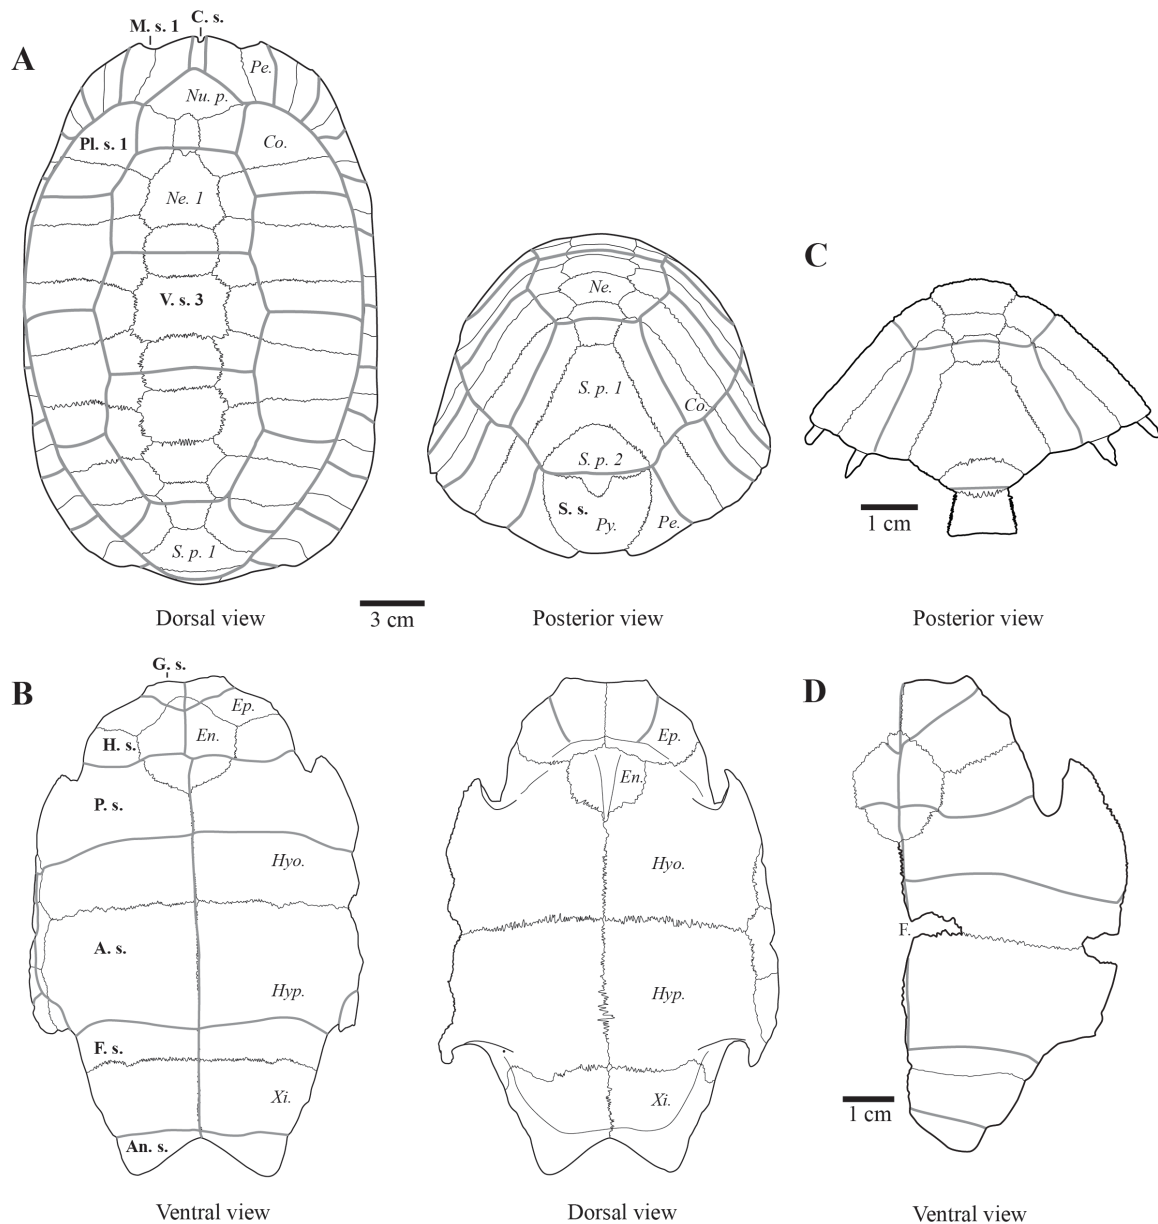 A
M. s. 1
C. s.
Pe.
Nu. p.
Pl. s. 1
Co.
Ne. 1
V. s. 3
S. p. 1
Dorsal view
3 cm
Ne.
S. p. 1
Co.
S. p. 2
S. s.
Py.
Pe.
Posterior view
C
1 cm
Posterior view
B
G. s.
Ep.
H. s.
En.
P. s.
Hyo.
A. s.
Hyp.
F. s.
Xi.
An. s.
Ventral view
Ep.
En.
Hyo.
Hyp.
Xi.
Dorsal view
D
F.
1 cm
Ventral view